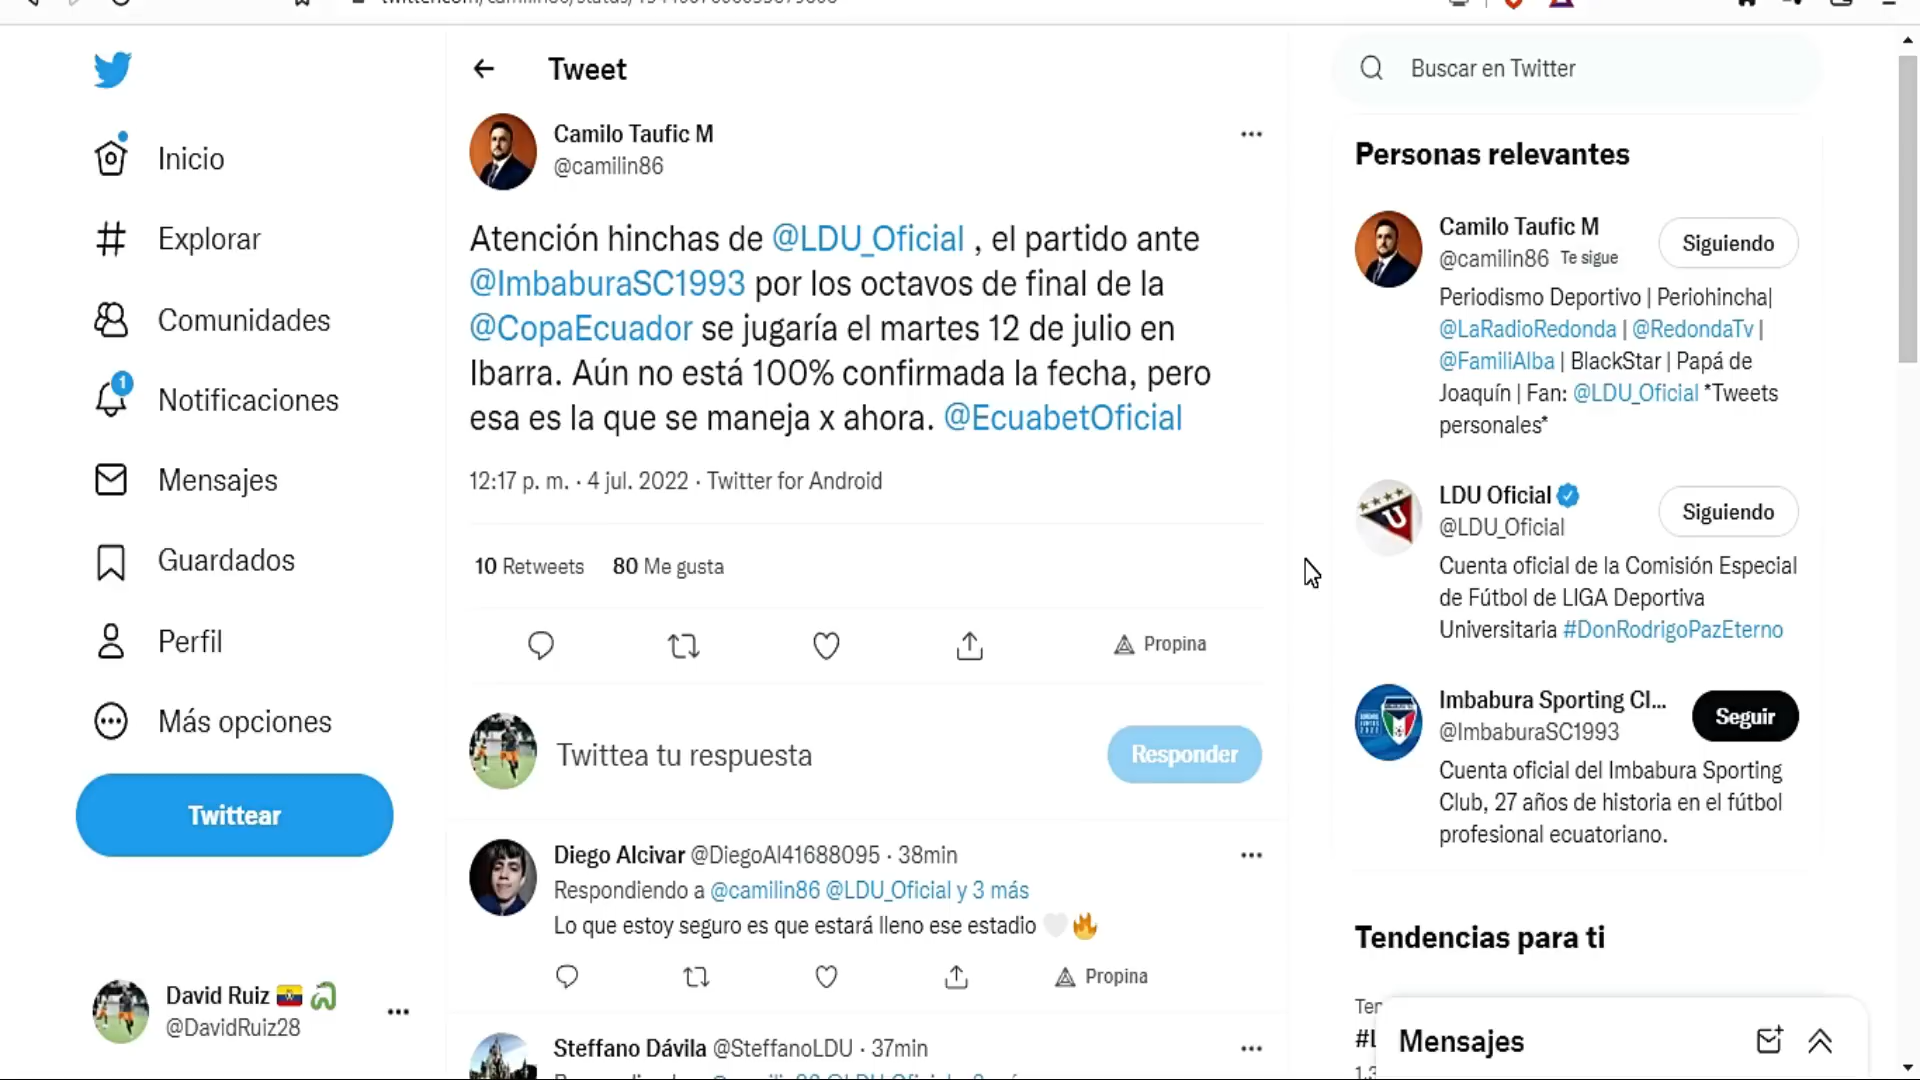 Tweet
Camilo Taufic M
@camilin86
Atención hinchas de @LDU_Oficial , el partido ante
@ImbaburaSC1993 por los octavos de final de la
@CopaEcuador se jugaría el martes 12 de julio en
Ibarra. Aún no está 100% confirmada la fecha, pero
esa es la que se maneja x ahora. @EcuabetOficial
12:17 p. m. · 4 jul. 2022 · Twitter for Android
10 Retweets 80 Me gusta
Propina
Twittea tu respuesta
Responder
Diego Alcivar @DiegoAl41688095 · 38min
Respondiendo a @camilin86 @LDU_Oficial y 3 más
Lo que estoy seguro es que estará lleno ese estadio
Propina
Steffano Dávila @SteffanoLDU · 37min
Inicio
Explorar
Comunidades
1
Notificaciones
Mensajes
Guardados
Perfil
Más opciones
Twittear
David Ruiz
@DavidRuiz28
Buscar en Twitter
Personas relevantes
Camilo Taufic M
@camilin86 Te sigue
Siguiendo
Periodismo Deportivo | Periohincha|
@LaRadioRedonda | @RedondaTv |
@FamiliAlba | BlackStar | Papá de
Joaquín | Fan: @LDU_Oficial *Tweets
personales*
LDU Oficial
@LDU_Oficial
Siguiendo
Cuenta oficial de la Comisión Especial
de Fútbol de LIGA Deportiva
Universitaria #DonRodrigoPazEterno
Imbabura Sporting Cl...
@ImbaburaSC1993
Seguir
Cuenta oficial del Imbabura Sporting
Club, 27 años de historia en el fútbol
profesional ecuatoriano.
Tendencias para ti
Mensajes